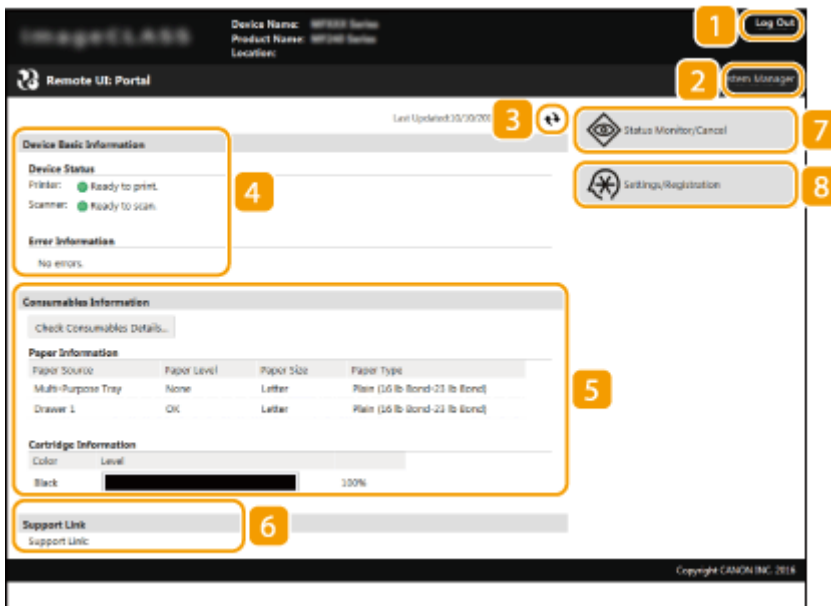 imageCLASS
Device Name:
Product Name:
Location:
1
Log Out
Remote UI: Portal
2
tem Manager
Last Updated:10/10/201
3
7
Status Monitor/Cancel
Device Basic Information
Device Status
Printer: Ready to print.
Scanner: Ready to scan.
4
8
Settings/Registration
Error Information
No errors.
Consumables Information
Check Consumables Details...
Paper Information
Paper Source Paper Level Paper Size Paper Type
Multi-Purpose Tray None Letter Plain (16 lb Bond-23 lb Bond)
Drawer 1 OK Letter Plain (16 lb Bond-23 lb Bond)
5
Cartridge Information
Color Level
Black 100%
Support Link
6
Support Link:
Copyright CANON INC. 2016